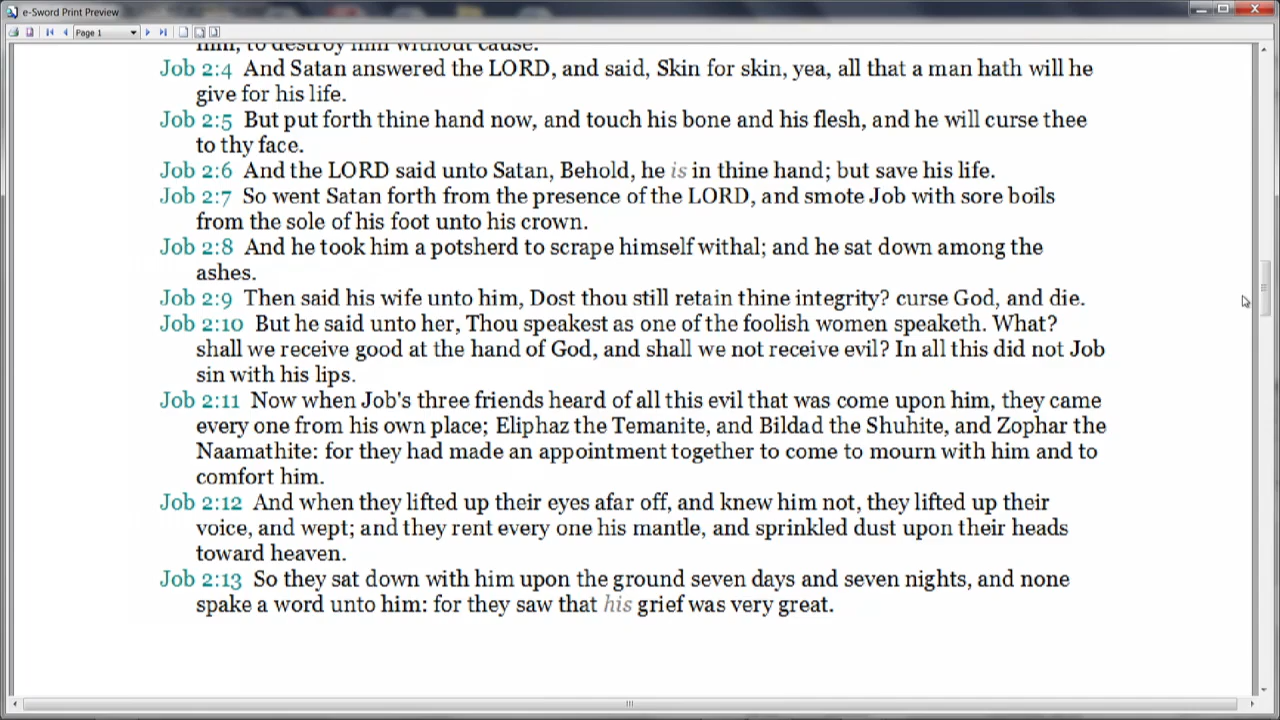 e-Sword Print Preview
Page 1
him, to destroy him without cause.
Job 2:4 And Satan answered the LORD, and said, Skin for skin, yea, all that a man hath will he
give for his life.
Job 2:5 But put forth thine hand now, and touch his bone and his flesh, and he will curse thee
to thy face.
Job 2:6 And the LORD said unto Satan, Behold, he is in thine hand; but save his life.
Job 2:7 So went Satan forth from the presence of the LORD, and smote Job with sore boils
from the sole of his foot unto his crown.
Job 2:8 And he took him a potsherd to scrape himself withal; and he sat down among the
ashes.
Job 2:9 Then said his wife unto him, Dost thou still retain thine integrity? curse God, and die.
Job 2:10 But he said unto her, Thou speakest as one of the foolish women speaketh. What?
shall we receive good at the hand of God, and shall we not receive evil? In all this did not Job
sin with his lips.
Job 2:11 Now when Job's three friends heard of all this evil that was come upon him, they came
every one from his own place; Eliphaz the Temanite, and Bildad the Shuhite, and Zophar the
Naamathite: for they had made an appointment together to come to mourn with him and to
comfort him.
Job 2:12 And when they lifted up their eyes afar off, and knew him not, they lifted up their
voice, and wept; and they rent every one his mantle, and sprinkled dust upon their heads
toward heaven.
Job 2:13 So they sat down with him upon the ground seven days and seven nights, and none
spake a word unto him: for they saw that his grief was very great.